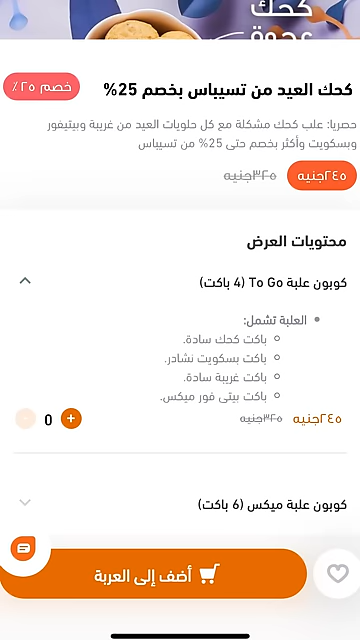 كحك
عجوة
كحك العيد من تسيباس بخصم 25%
خصم ٢٥٪
حصريا: علب كحك مشكلة مع كل حلويات العيد من غريبة وبيتيفور
وبسكويت وأكثر بخصم حتى 25% من تسيباس
٢٤٥جنيه ٣٢٥جنيه
محتويات العرض
كوبون علبة To Go (4 باكت)
العلبة تشمل:
باكت كحك سادة.
باكت بسكويت نشادر.
باكت غريبة سادة.
باكت بيتي فور ميكس.
٢٤٥جنيه ٣٢٥جنيه
- 0 +
كوبون علبة ميكس (6 باكت)
أضف إلى العربة